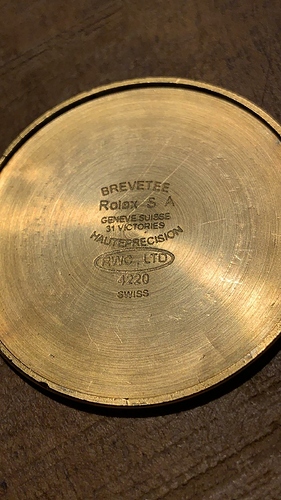 BREVETEE
Rolex S A
GENEVE SUISSE
31 VICTORIES
HAUTEPRECISION
RWC, LTD
4220
SWISS